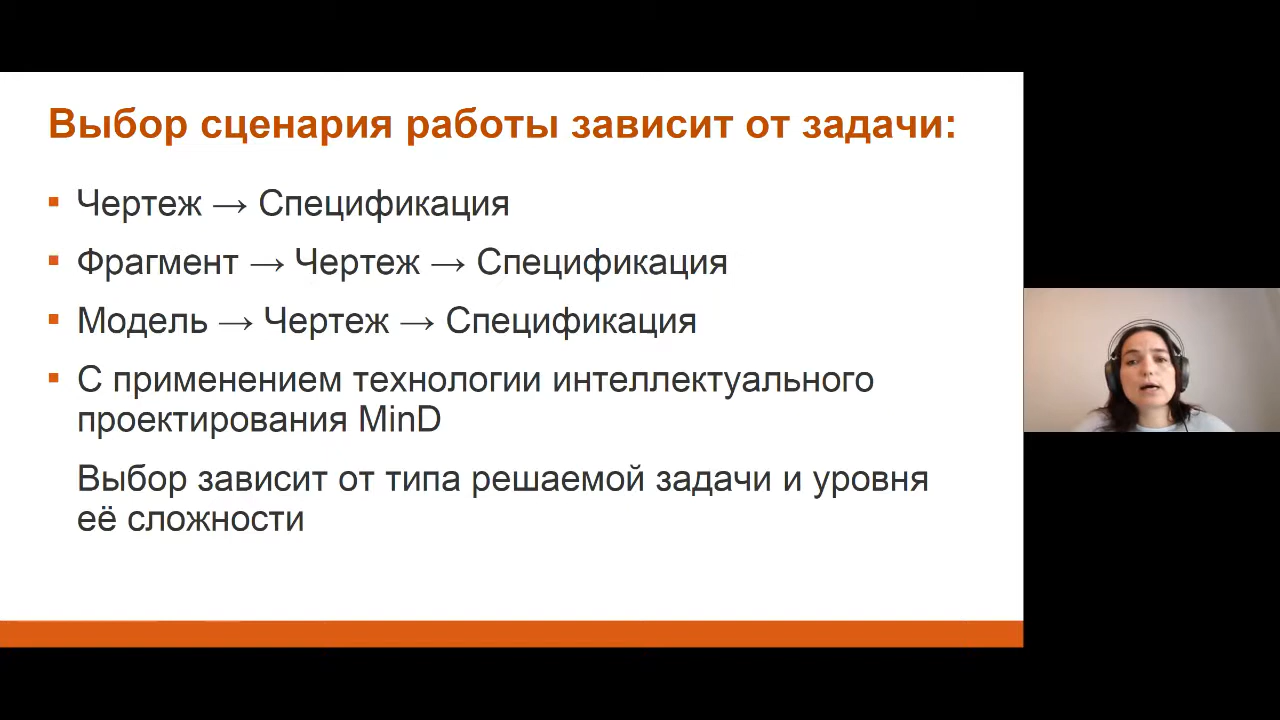 Выбор сценария работы зависит от задачи:
▪ Чертеж → Спецификация
▪ Фрагмент → Чертеж → Спецификация
▪ Модель → Чертеж → Спецификация
▪ С применением технологии интеллектуального
проектирования MinD
Выбор зависит от типа решаемой задачи и уровня
её сложности